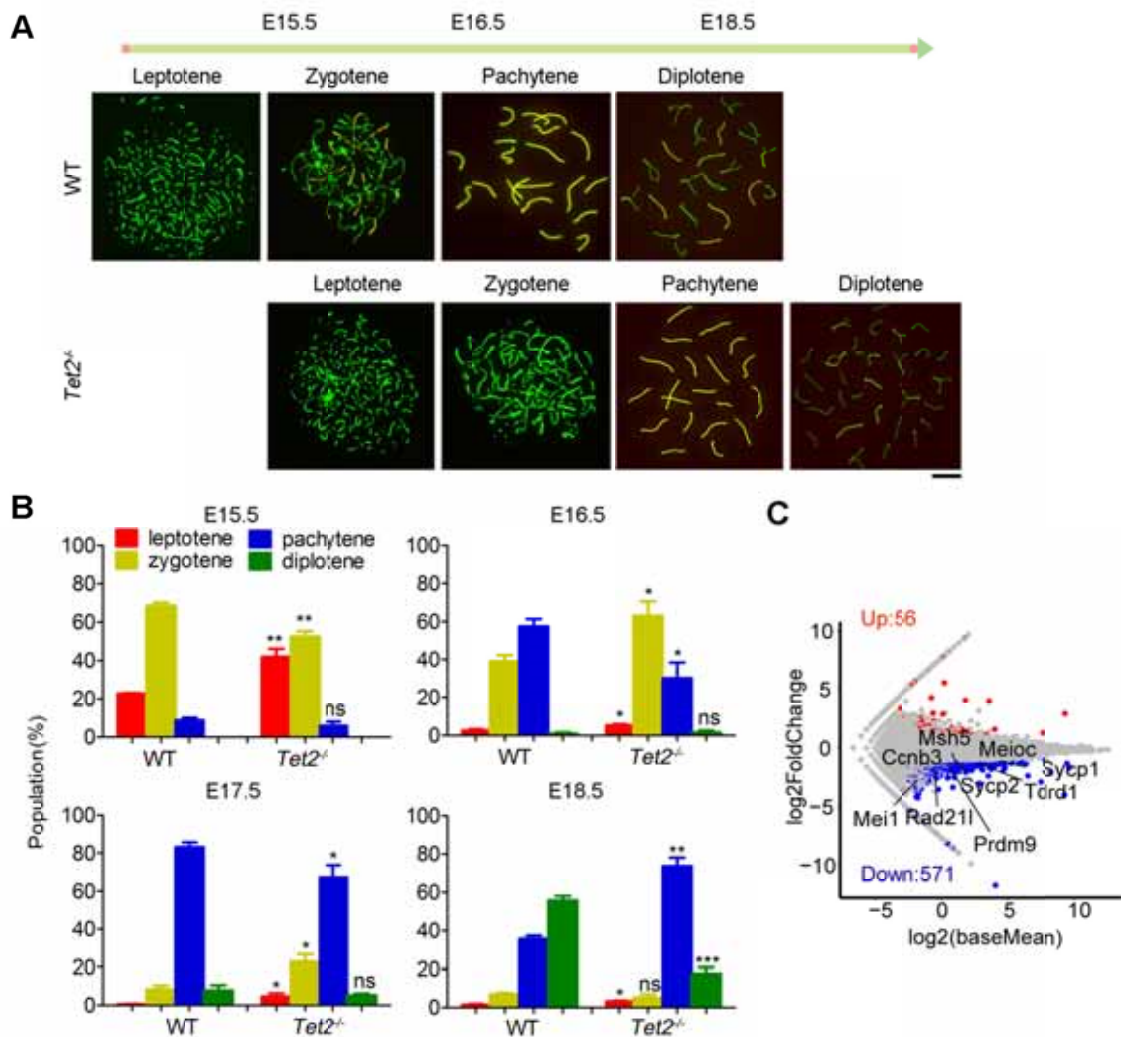 A
E15.5 E16.5 E18.5
Leptotene Zygotene Pachytene Diplotene
WT
Leptotene Zygotene Pachytene Diplotene
Tet2-/-
B
E15.5
E16.5
leptotene pachytene
zygotene diplotene
Population(%)
100
80
60
40
20
0
** **
ns
WT Tet2-/-
100
80
60
40
20
0
*
*
*
ns
WT Tet2-/-
E17.5
E18.5
100
80
60
40
20
0
*
*
*
ns
WT Tet2-/-
100
80
60
40
20
0
*
ns
**
***
WT Tet2-/-
C
Up:56
log2FoldChange
10
5
0
−5
−10
Msh5
Meioc
Ccnb3
Sycp1
Sycp2
Tdrd1
Mei1
Rad21l
Prdm9
Down:571
−5 0 5 10
log2(baseMean)